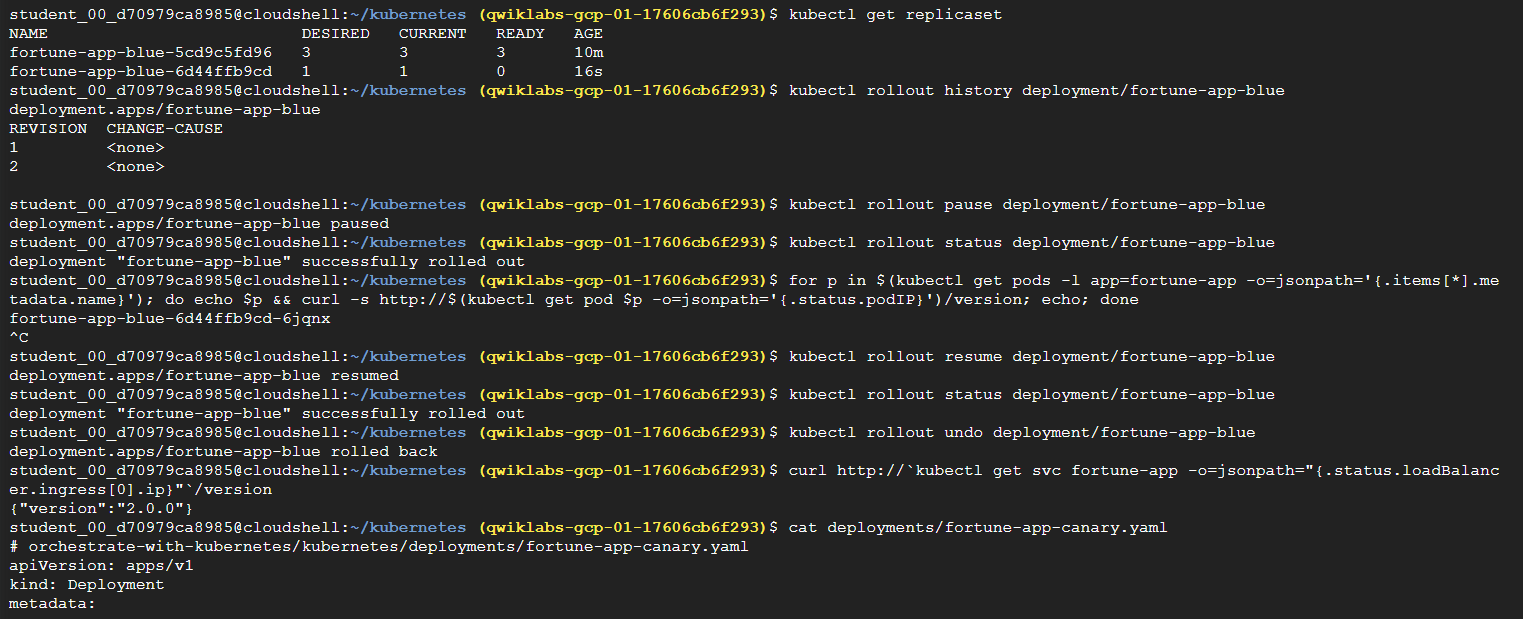 student_00_d70979ca8985@cloudshell:~/kubernetes (qwiklabs-gcp-01-17606cb6f293)$ kubectl get replicaset
NAME                          DESIRED   CURRENT   READY   AGE
fortune-app-blue-5cd9c5fd96   3         3         3       10m
fortune-app-blue-6d44ffb9cd   1         1         0       16s
student_00_d70979ca8985@cloudshell:~/kubernetes (qwiklabs-gcp-01-17606cb6f293)$ kubectl rollout history deployment/fortune-app-blue
deployment.apps/fortune-app-blue
REVISION  CHANGE-CAUSE
1         <none>
2         <none>

student_00_d70979ca8985@cloudshell:~/kubernetes (qwiklabs-gcp-01-17606cb6f293)$ kubectl rollout pause deployment/fortune-app-blue
deployment.apps/fortune-app-blue paused
student_00_d70979ca8985@cloudshell:~/kubernetes (qwiklabs-gcp-01-17606cb6f293)$ kubectl rollout status deployment/fortune-app-blue
deployment "fortune-app-blue" successfully rolled out
student_00_d70979ca8985@cloudshell:~/kubernetes (qwiklabs-gcp-01-17606cb6f293)$ for p in $(kubectl get pods -l app=fortune-app -o=jsonpath='{.items[*].me
tadata.name}'); do echo $p && curl -s http://$(kubectl get pod $p -o=jsonpath='{.status.podIP}')/version; echo; done
fortune-app-blue-6d44ffb9cd-6jqnx
^C
student_00_d70979ca8985@cloudshell:~/kubernetes (qwiklabs-gcp-01-17606cb6f293)$ kubectl rollout resume deployment/fortune-app-blue
deployment.apps/fortune-app-blue resumed
student_00_d70979ca8985@cloudshell:~/kubernetes (qwiklabs-gcp-01-17606cb6f293)$ kubectl rollout status deployment/fortune-app-blue
deployment "fortune-app-blue" successfully rolled out
student_00_d70979ca8985@cloudshell:~/kubernetes (qwiklabs-gcp-01-17606cb6f293)$ kubectl rollout undo deployment/fortune-app-blue
deployment.apps/fortune-app-blue rolled back
student_00_d70979ca8985@cloudshell:~/kubernetes (qwiklabs-gcp-01-17606cb6f293)$ curl http://`kubectl get svc fortune-app -o=jsonpath="{.status.loadBalanc
er.ingress[0].ip}"`/version
{"version":"2.0.0"}
student_00_d70979ca8985@cloudshell:~/kubernetes (qwiklabs-gcp-01-17606cb6f293)$ cat deployments/fortune-app-canary.yaml
# orchestrate-with-kubernetes/kubernetes/deployments/fortune-app-canary.yaml
apiVersion: apps/v1
kind: Deployment
metadata: